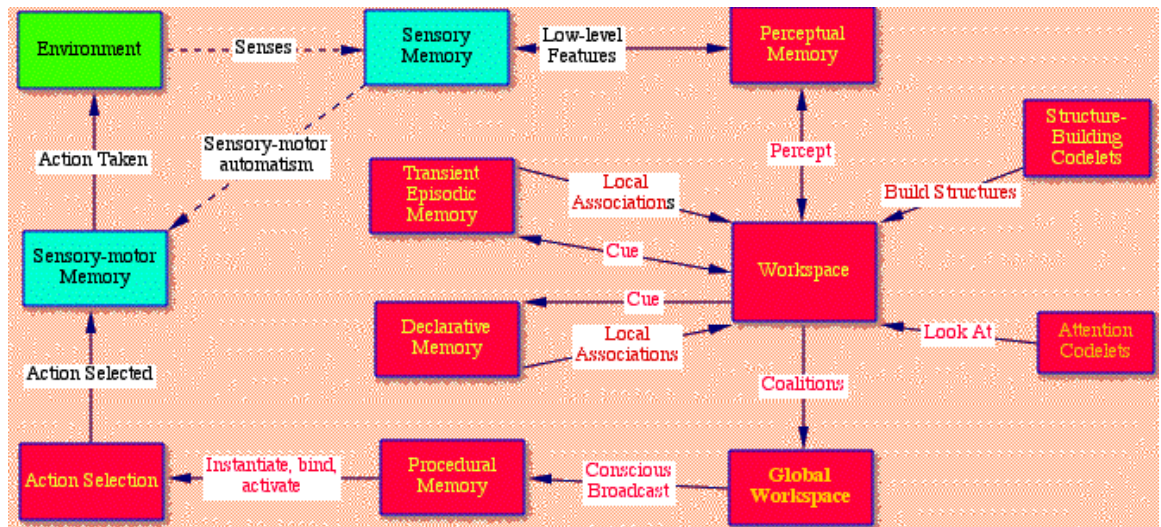 Environment
Senses
Sensory
Memory
Low-level
Features
Perceptual
Memory
Sensory-motor
automatism
Action Taken
Percept
Structure-
Building
Codelets
Transient
Episodic
Memory
Local
Associations
Build Structures
Cue
Workspace
Sensory-motor
Memory
Cue
Declarative
Memory
Local
Associations
Look At
Attention
Codelets
Action Selected
Coalitions
Action Selection
Instantiate, bind,
activate
Procedural
Memory
Conscious
Broadcast
Global
Workspace